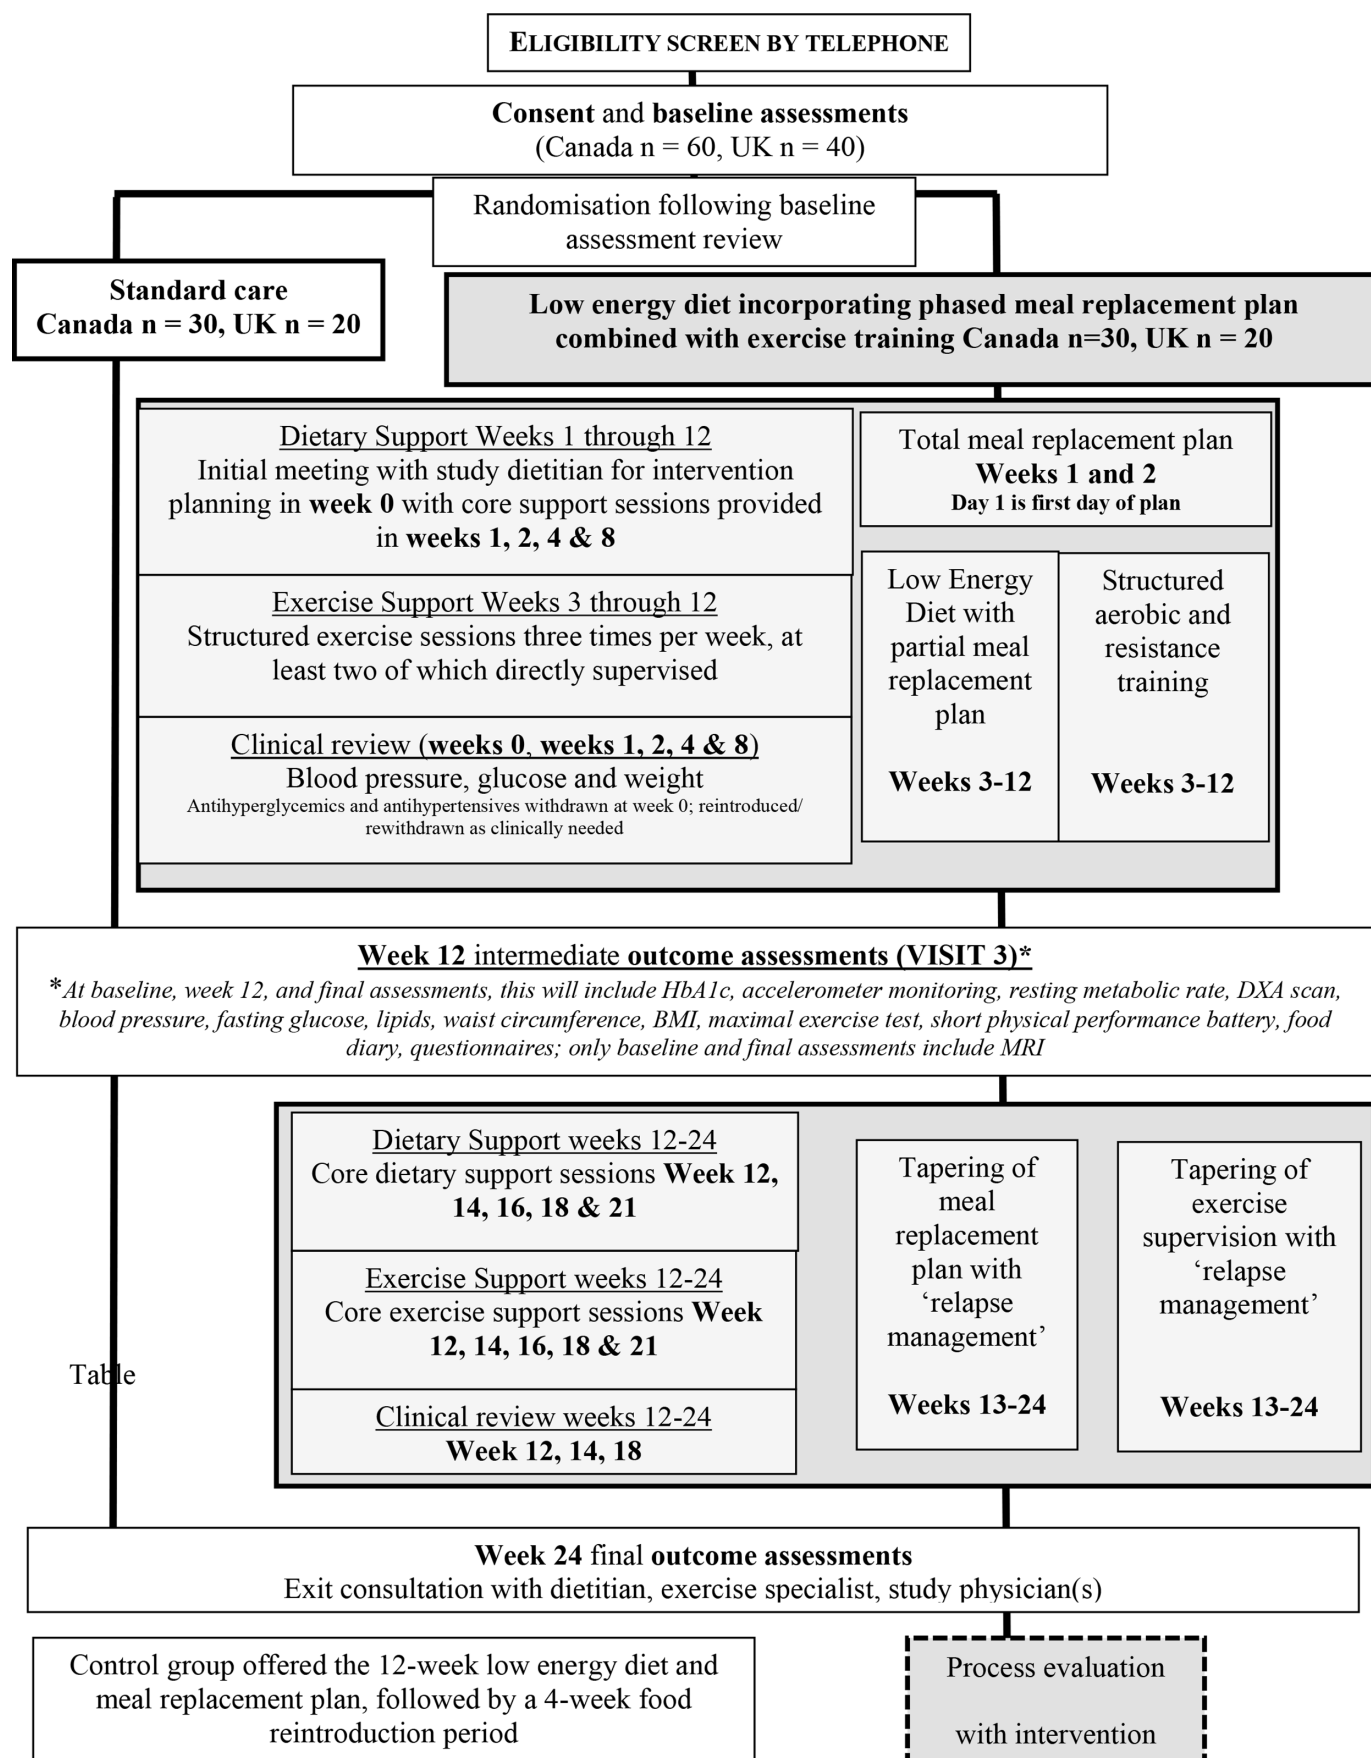 ELIGIBILITY SCREEN BY TELEPHONE
Consent and baseline assessments
(Canada n = 60, UK n = 40)
Randomisation following baseline
assessment review
Standard care
Canada n = 30, UK n = 20
Low energy diet incorporating phased meal replacement plan
combined with exercise training Canada n=30, UK n = 20
Dietary Support Weeks 1 through 12
Initial meeting with study dietitian for intervention
planning in week 0 with core support sessions provided
in weeks 1, 2, 4 & 8
Exercise Support Weeks 3 through 12
Structured exercise sessions three times per week, at
least two of which directly supervised
Clinical review (weeks 0, weeks 1, 2, 4 & 8)
Blood pressure, glucose and weight
Antihyperglycemics and antihypertensives withdrawn at week 0; reintroduced/
rewithdrawn as clinically needed
Total meal replacement plan
Weeks 1 and 2
Day 1 is first day of plan
Low Energy
Diet with
partial meal
replacement
plan
Weeks 3-12
Structured
aerobic and
resistance
training
Weeks 3-12
Week 12 intermediate outcome assessments (VISIT 3)*
*At baseline, week 12, and final assessments, this will include HbA1c, accelerometer monitoring, resting metabolic rate, DXA scan,
blood pressure, fasting glucose, lipids, waist circumference, BMI, maximal exercise test, short physical performance battery, food
diary, questionnaires; only baseline and final assessments include MRI
Dietary Support weeks 12-24
Core dietary support sessions Week 12,
14, 16, 18 & 21
Exercise Support weeks 12-24
Core exercise support sessions Week
12, 14, 16, 18 & 21
Clinical review weeks 12-24
Week 12, 14, 18
Tapering of
meal
replacement
plan with
‘relapse
management’
Weeks 13-24
Tapering of
exercise
supervision with
‘relapse
management’
Weeks 13-24
Table
Week 24 final outcome assessments
Exit consultation with dietitian, exercise specialist, study physician(s)
Control group offered the 12-week low energy diet and
meal replacement plan, followed by a 4-week food
reintroduction period
Process evaluation
with intervention